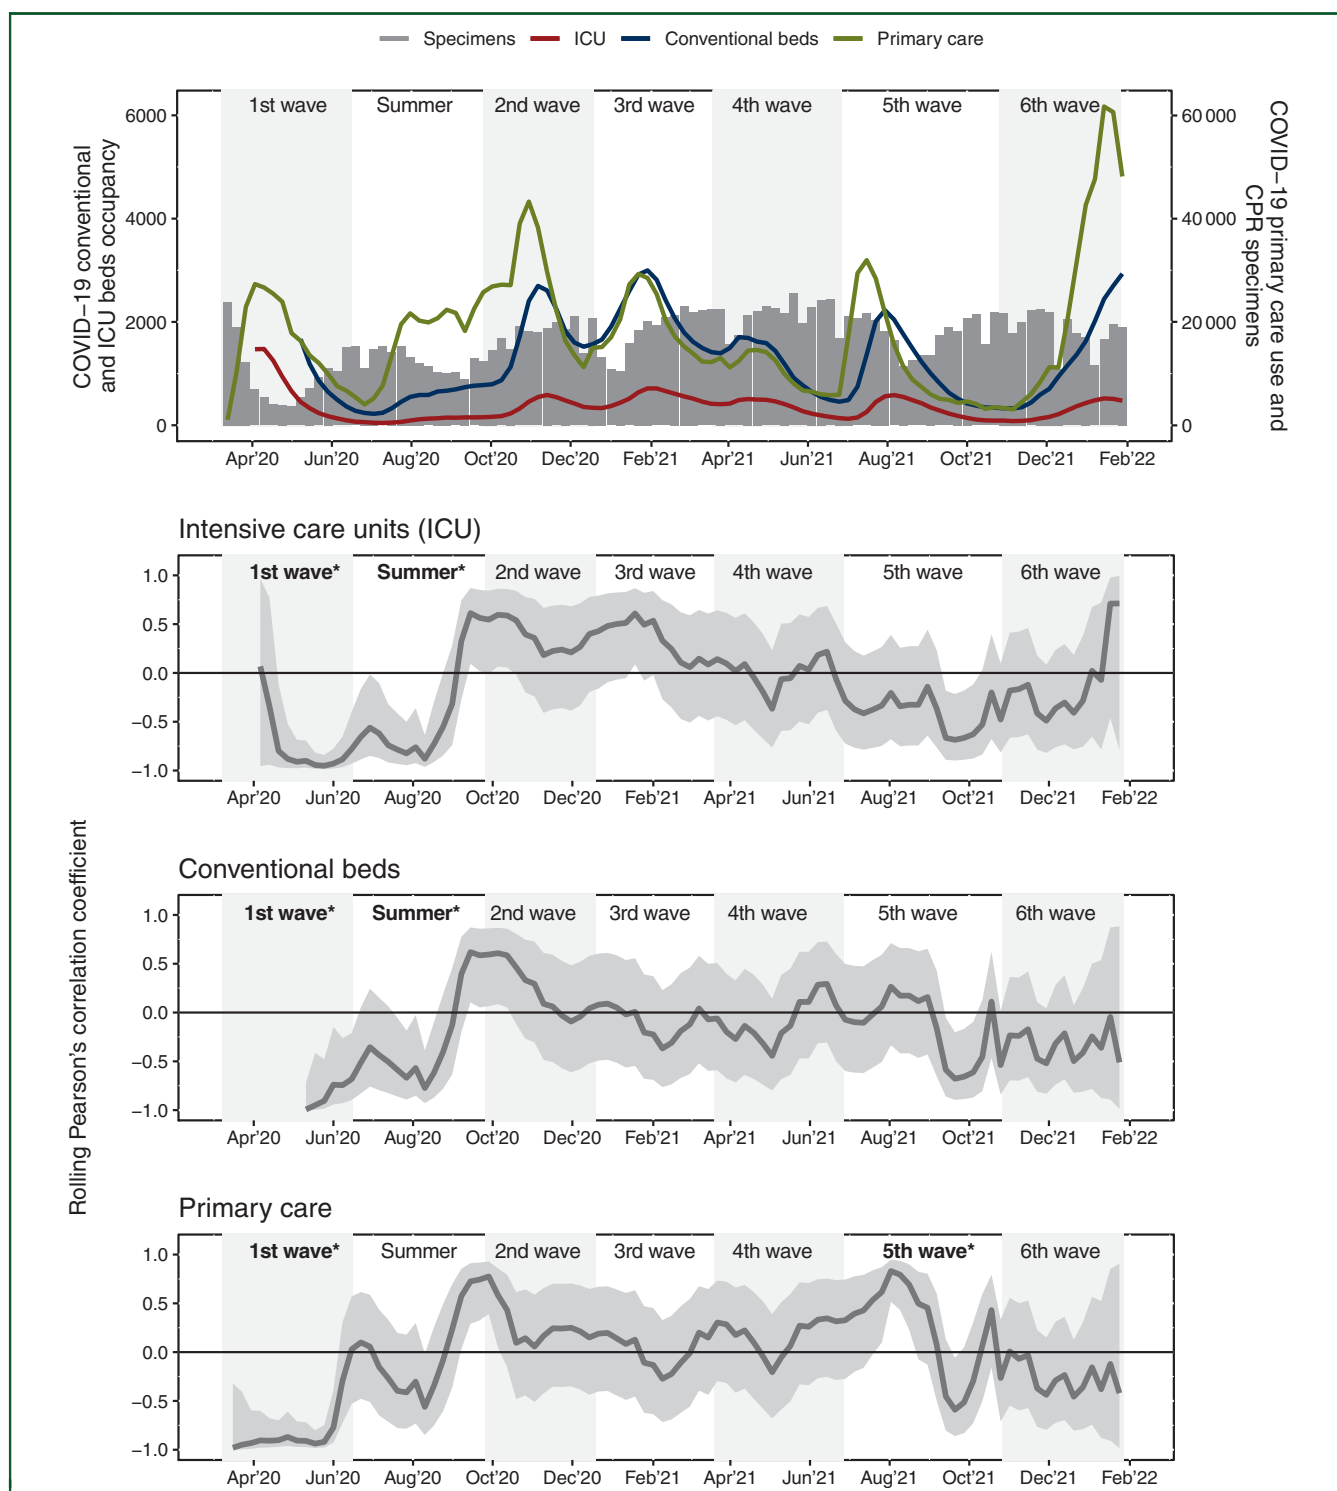 Specimens ICU Conventional beds Primary care
1st wave Summer 2nd wave 3rd wave 4th wave 5th wave 6th wave
6000
4000
2000
0
60 000
40 000
20 000
0
COVID–19 conventional
and ICU beds occupancy
COVID–19 primary care use and
CPR specimens
Apr'20 Jun'20 Aug'20 Oct'20 Dec'20 Feb'21 Apr'21 Jun'21 Aug'21 Oct'21 Dec'21 Feb'22
Intensive care units (ICU)
1st wave* Summer* 2nd wave 3rd wave 4th wave 5th wave 6th wave
1.0
0.5
0.0
−0.5
−1.0
Apr'20 Jun'20 Aug'20 Oct'20 Dec'20 Feb'21 Apr'21 Jun'21 Aug'21 Oct'21 Dec'21 Feb'22
Rolling Pearson's correlation coefficient
Conventional beds
1st wave* Summer* 2nd wave 3rd wave 4th wave 5th wave 6th wave
1.0
0.5
0.0
−0.5
−1.0
Apr'20 Jun'20 Aug'20 Oct'20 Dec'20 Feb'21 Apr'21 Jun'21 Aug'21 Oct'21 Dec'21 Feb'22
Primary care
1st wave* Summer 2nd wave 3rd wave 4th wave 5th wave* 6th wave
1.0
0.5
0.0
−0.5
−1.0
Apr'20 Jun'20 Aug'20 Oct'20 Dec'20 Feb'21 Apr'21 Jun'21 Aug'21 Oct'21 Dec'21 Feb'22